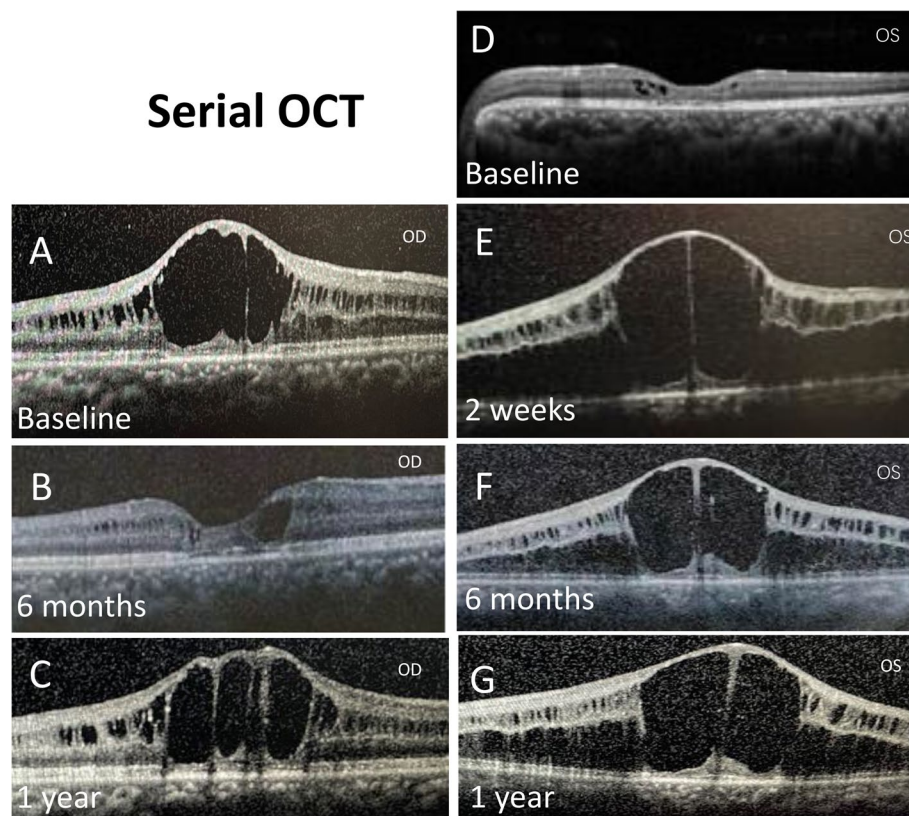 Serial OCT
A
OD
Baseline
B
OD
6 months
C
OD
1 year
D
OS
Baseline
E
OS
2 weeks
F
OS
6 months
G
OS
1 year